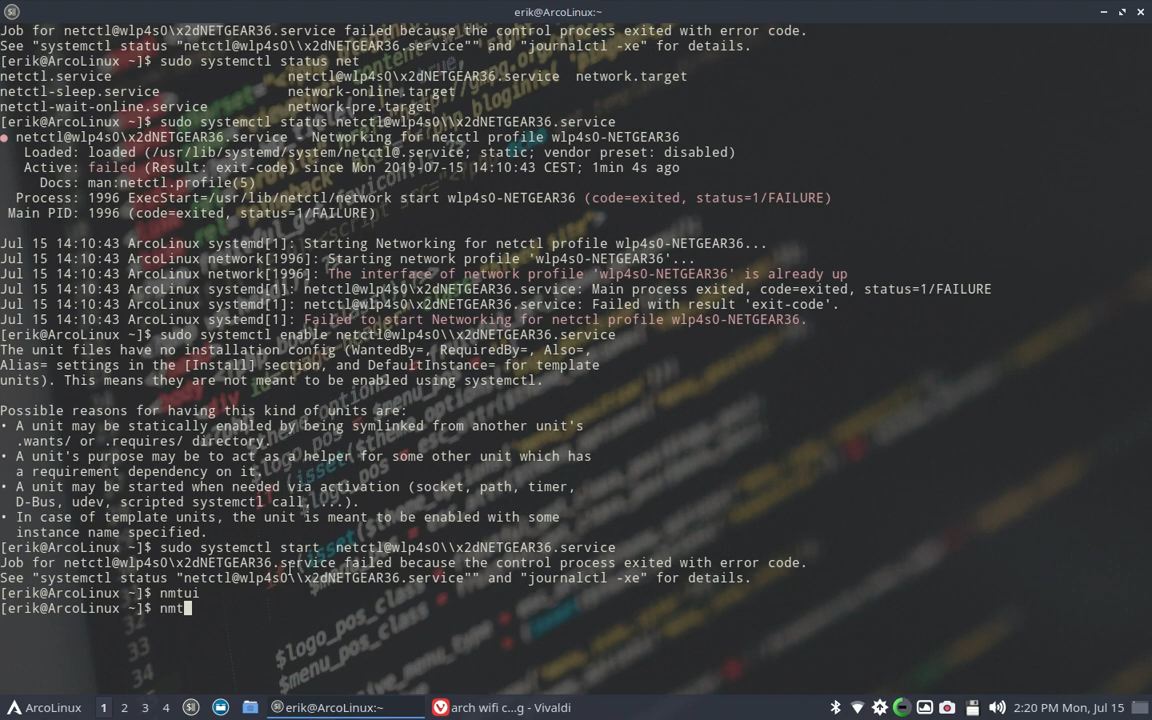 erik@ArcoLinux:~
Job for netctl@wlp4s0\x2dNETGEAR36.service failed because the control process exited with error code.
See "systemctl status "netctl@wlp4s0\\x2dNETGEAR36.service"" and "journalctl -xe" for details.
[erik@ArcoLinux ~]$ sudo systemctl status net
netctl.service netctl@wlp4s0\x2dNETGEAR36.service network.target
netctl-sleep.service network-online.target
netctl-wait-online.service network-pre.target
[erik@ArcoLinux ~]$ sudo systemctl status netctl@wlp4s0\\x2dNETGEAR36.service
● netctl@wlp4s0\x2dNETGEAR36.service - Networking for netctl profile wlp4s0-NETGEAR36
Loaded: loaded (/usr/lib/systemd/system/netctl@.service; static; vendor preset: disabled)
Active: failed (Result: exit-code) since Mon 2019-07-15 14:10:43 CEST; 1min 4s ago
Docs: man:netctl.profile(5)
Process: 1996 ExecStart=/usr/lib/netctl/network start wlp4s0-NETGEAR36 (code=exited, status=1/FAILURE)
Main PID: 1996 (code=exited, status=1/FAILURE)
Jul 15 14:10:43 ArcoLinux systemd[1]: Starting Networking for netctl profile wlp4s0-NETGEAR36...
Jul 15 14:10:43 ArcoLinux network[1996]: Starting network profile 'wlp4s0-NETGEAR36'...
Jul 15 14:10:43 ArcoLinux network[1996]: The interface of network profile 'wlp4s0-NETGEAR36' is already up
Jul 15 14:10:43 ArcoLinux systemd[1]: netctl@wlp4s0\x2dNETGEAR36.service: Main process exited, code=exited, status=1/FAILURE
Jul 15 14:10:43 ArcoLinux systemd[1]: netctl@wlp4s0\x2dNETGEAR36.service: Failed with result 'exit-code'.
Jul 15 14:10:43 ArcoLinux systemd[1]: Failed to start Networking for netctl profile wlp4s0-NETGEAR36.
[erik@ArcoLinux ~]$ sudo systemctl enable netctl@wlp4s0\\x2dNETGEAR36.service
The unit files have no installation config (WantedBy=, RequiredBy=, Also=,
Alias= settings in the [Install] section, and DefaultInstance= for template
units). This means they are not meant to be enabled using systemctl.
Possible reasons for having this kind of units are:
• A unit may be statically enabled by being symlinked from another unit's
.wants/ or .requires/ directory.
• A unit's purpose may be to act as a helper for some other unit which has
a requirement dependency on it.
• A unit may be started when needed via activation (socket, path, timer,
D-Bus, udev, scripted systemctl call, ...).
• In case of template units, the unit is meant to be enabled with some
instance name specified.
[erik@ArcoLinux ~]$ sudo systemctl start netctl@wlp4s0\\x2dNETGEAR36.service
Job for netctl@wlp4s0\x2dNETGEAR36.service failed because the control process exited with error code.
See "systemctl status "netctl@wlp4s0\\x2dNETGEAR36.service"" and "journalctl -xe" for details.
[erik@ArcoLinux ~]$ nmtui
[erik@ArcoLinux ~]$ nmt
ArcoLinux 1 2 3 4 erik@ArcoLinux:~ arch wifi c...g - Vivaldi 2:20 PM Mon, Jul 15